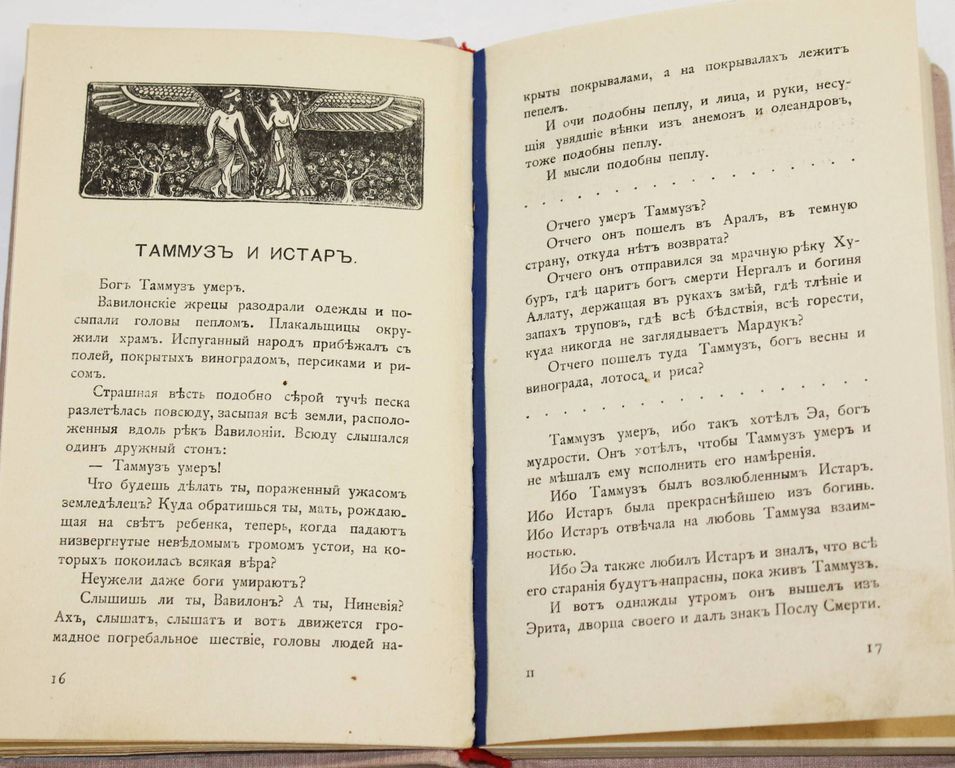 ТАММУЗЪ И ИСТАРЪ.
Богъ Таммузъ умеръ.
Вавилонскіе жрецы разодрали одежды и по-
сыпали головы пепломъ. Плакальщицы окру-
жили храмъ. Испуганный народъ прибѣжалъ съ
полей, покрытыхъ виноградомъ, персиками и ри-
сомъ.
Страшная вѣсть подобно сѣрой тучѣ песка
разлетѣлась повсюду, засыпая всѣ земли, располо-
женныя вдоль рѣкъ Вавилоніи. Всюду слышался
одинъ дружный стонъ:
— Таммузъ умеръ!
Что будешь дѣлать ты, пораженный ужасомъ
земледѣлецъ? Куда обратишься ты, мать, рождаю-
щая на свѣтъ ребенка, теперь, когда падаютъ
низвергнутые невѣдомымъ громомъ устои, на ко-
торыхъ покоилась всякая вѣра?
Неужели даже боги умираютъ?
Слышишь ли ты, Вавилонъ? А ты, Ниневія?
Ахъ, слышатъ, слышатъ и вотъ движется гро-
мадное погребальное шествіе, головы людей на-
16
крыты покрывалами, а на покрывалахъ лежитъ
пепелъ.
И очи подобны пеплу, и лица, и руки, несу-
щія увядшіе вѣнки изъ анемонъ и олеандровъ,
тоже подобны пеплу.
И мысли подобны пеплу.
. . . . . . . . . . . . . . .
Отчего умеръ Таммузъ?
Отчего онъ пошелъ въ Аралъ, въ темную
страну, откуда нѣтъ возврата?
Отчего онъ отправился за мрачную рѣку Ху-
буръ, гдѣ царитъ богъ смерти Нергалъ и богиня
Аллату, держащая въ рукахъ змѣй, гдѣ тлѣніе и
запахъ труповъ, гдѣ всѣ бѣдствія, всѣ горести,
куда никогда не заглядываетъ Мардукъ?
Отчего пошелъ туда Таммузъ, богъ весны и
винограда, лотоса и риса?
. . . . . . . . . . . . . . .
Таммузъ умеръ, ибо такъ хотѣлъ Эа, богъ
мудрости. Онъ хотѣлъ, чтобы Таммузъ умеръ и
не мѣшалъ ему исполнить его намѣренія.
Ибо Таммузъ былъ возлюбленнымъ Истаръ.
Ибо Истаръ была прекраснѣйшею изъ богинь.
Ибо Истаръ отвѣчала на любовь Таммуза взаим-
ностью.
Ибо Эа также любилъ Истаръ и зналъ, что всѣ
его старанія будутъ напрасны, пока живъ Таммузъ.
И вотъ однажды утромъ онъ вышелъ изъ
Эрита, дворца своего и далъ знакъ Послу Смерти.
II
17